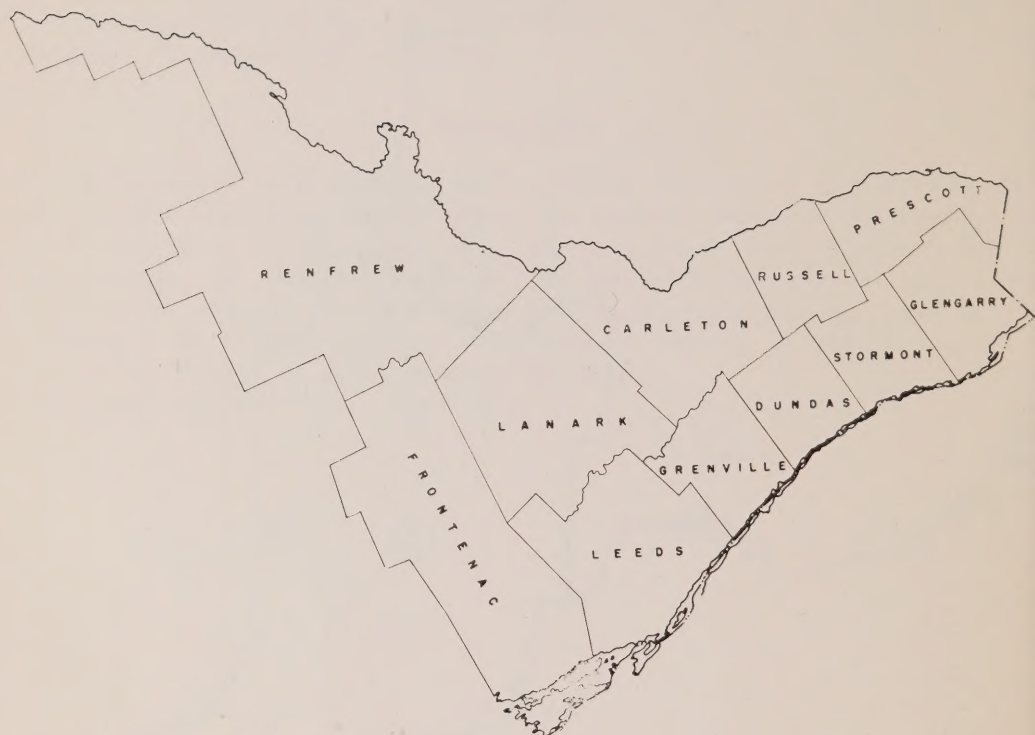 PRESCOTT
RENFREW
RUSSELL
GLENGARRY
CARLETON
STORMONT
DUNDAS
LANARK
GRENVILLE
FRONTENAC
LEEDS